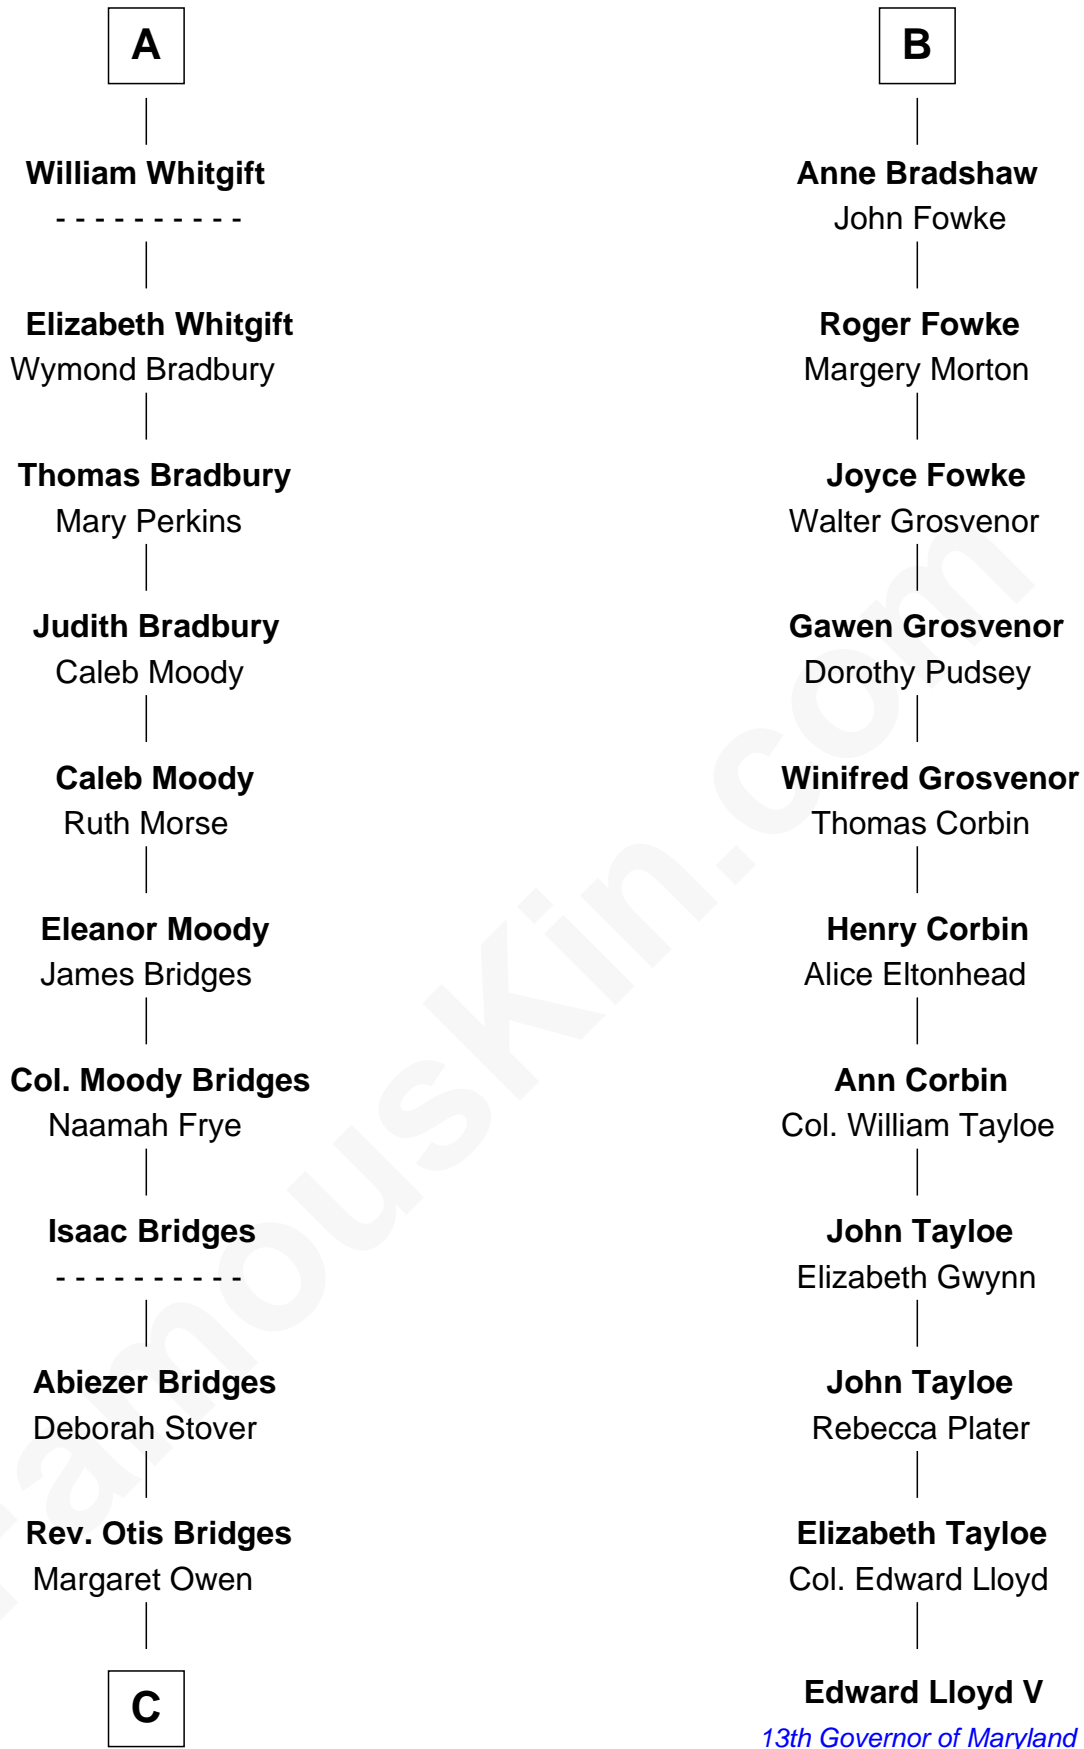 A
William Whitgift
- - - - - - - - - -
Elizabeth Whitgift
Wymond Bradbury
Thomas Bradbury
Mary Perkins
Judith Bradbury
Caleb Moody
Caleb Moody
Ruth Morse
Eleanor Moody
James Bridges
Col. Moody Bridges
Naamah Frye
Isaac Bridges
- - - - - - - - - -
Abiezer Bridges
Deborah Stover
Rev. Otis Bridges
Margaret Owen
C
B
Anne Bradshaw
John Fowke
Roger Fowke
Margery Morton
Joyce Fowke
Walter Grosvenor
Gawen Grosvenor
Dorothy Pudsey
Winifred Grosvenor
Thomas Corbin
Henry Corbin
Alice Eltonhead
Ann Corbin
Col. William Tayloe
John Tayloe
Elizabeth Gwynn
John Tayloe
Rebecca Plater
Elizabeth Tayloe
Col. Edward Lloyd
Edward Lloyd V
13th Governor of Maryland
FamousKin.com